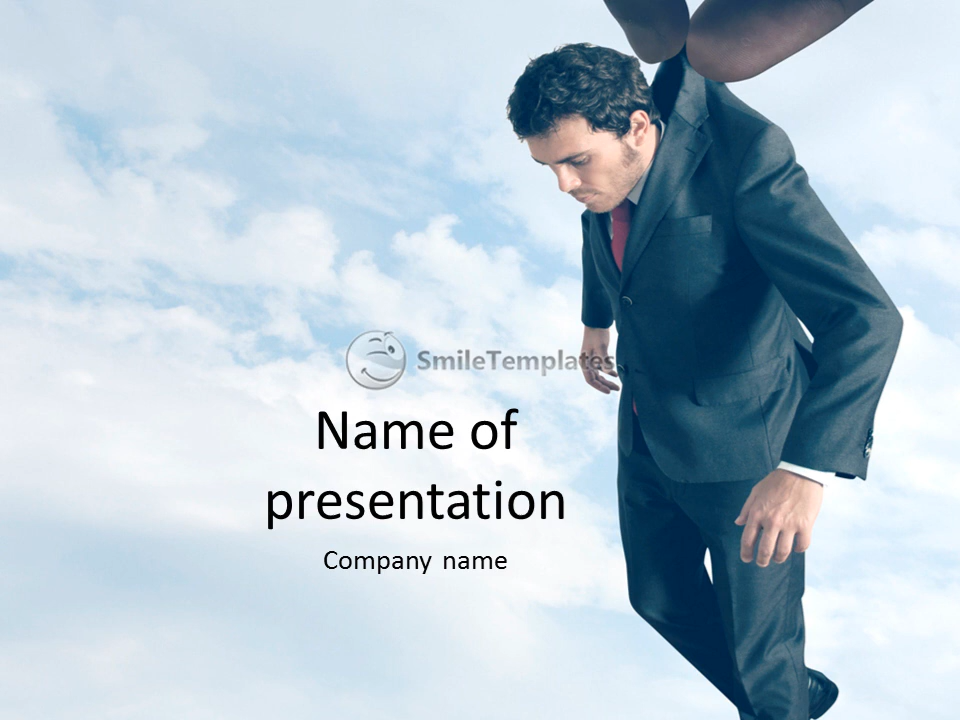 SmileTemplates
Name of
presentation
Company name